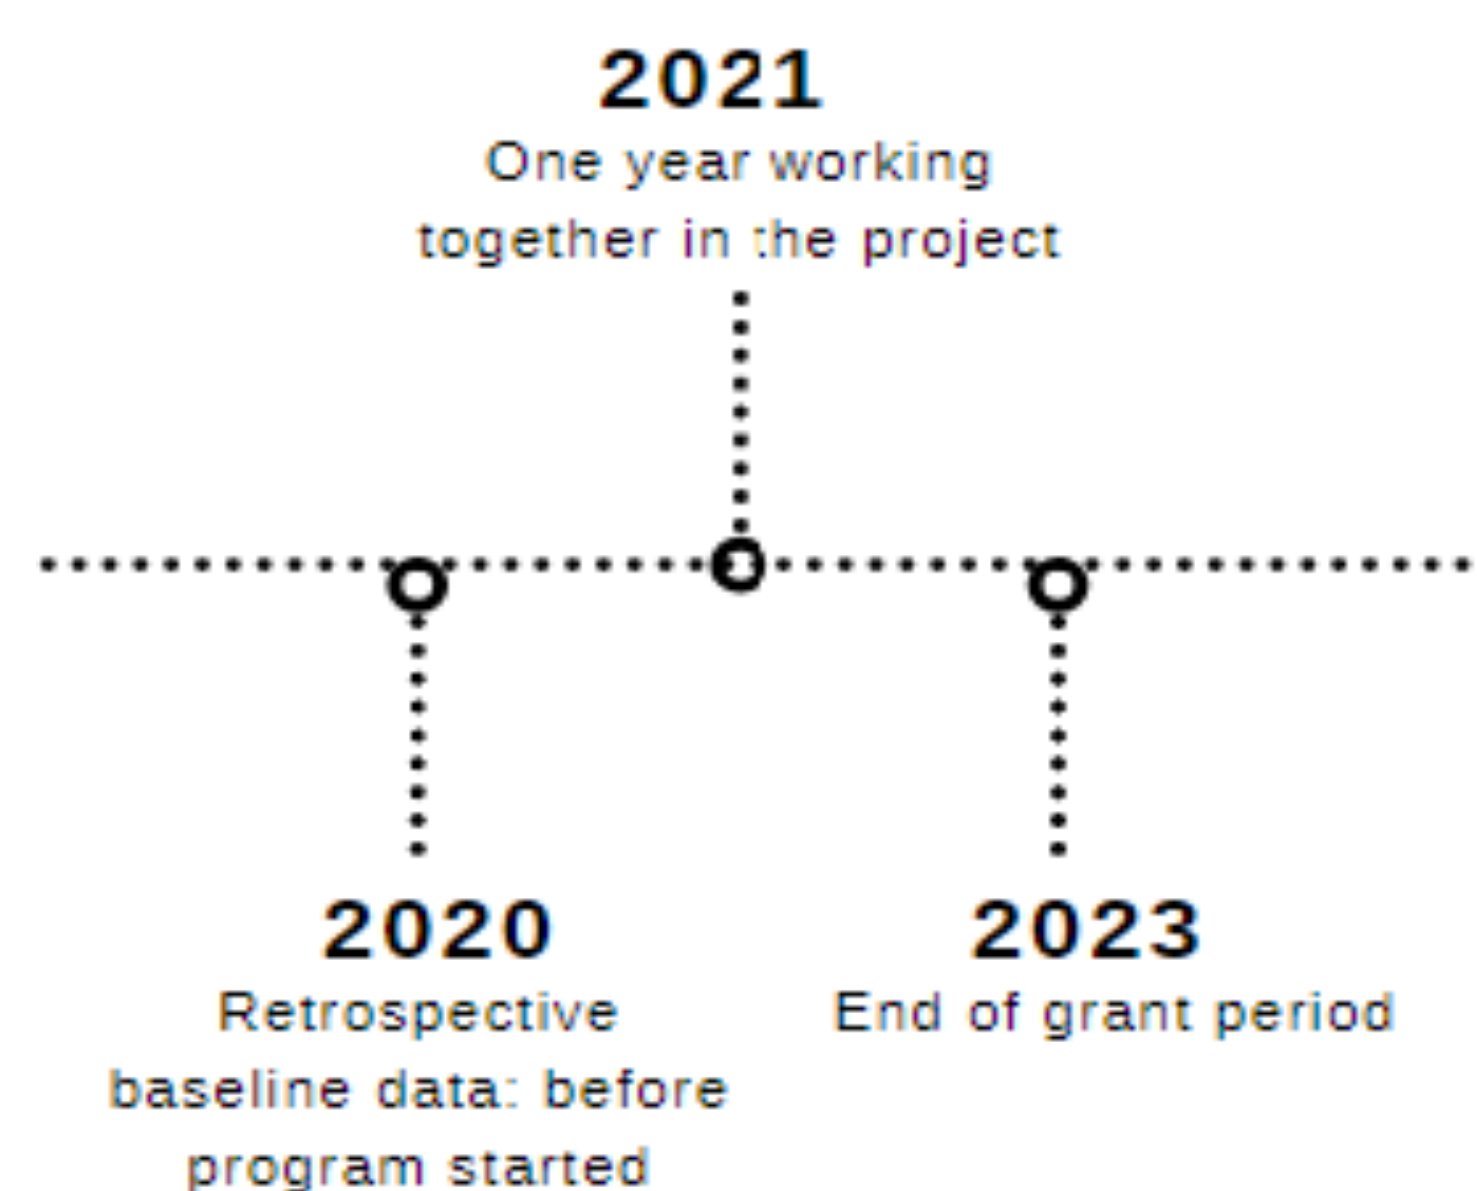 2021
One year working
together in the project
2020
Retrospective
baseline data: before
program started
2023
End of grant period